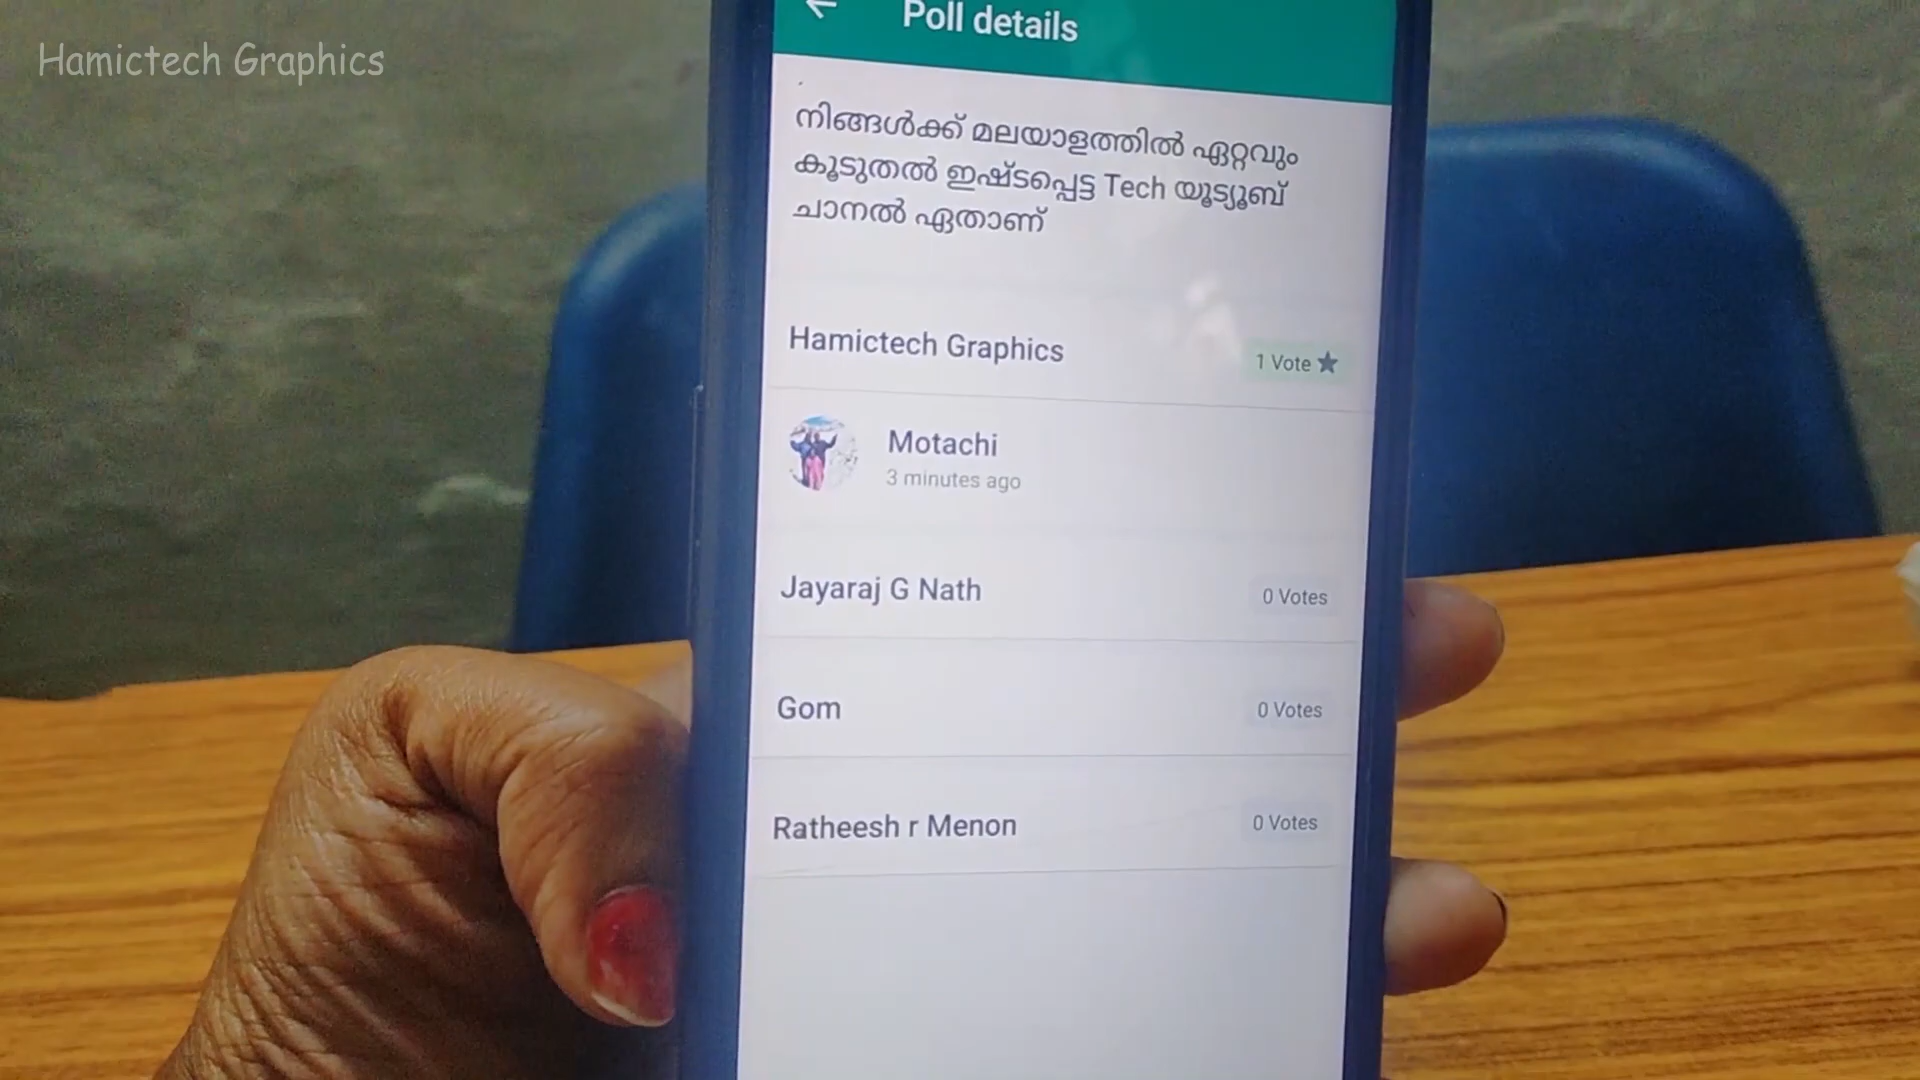 Hamictech Graphics
Poll details
നിങ്ങൾക്ക് മലയാളത്തിൽ ഏറ്റവും
കൂടുതൽ ഇഷ്ടപ്പെട്ട Tech യൂട്യൂബ്
ചാനൽ ഏതാണ്
Hamictech Graphics
1 Vote ★
Motachi
3 minutes ago
Jayaraj G Nath
0 Votes
Gom
0 Votes
Ratheesh r Menon
0 Votes